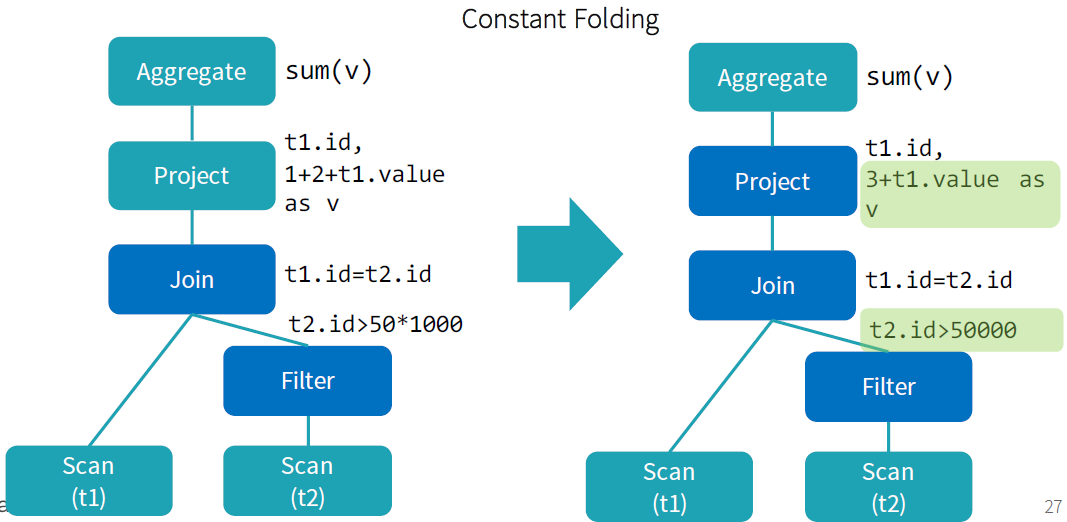 Constant Folding
Aggregate
sum(v)
Project
t1.id,
1+2+t1.value
as v
Join
t1.id=t2.id
t2.id>50*1000
Filter
Scan
(t1)
Scan
(t2)
Aggregate
sum(v)
Project
t1.id,
3+t1.value as
v
Join
t1.id=t2.id
t2.id>50000
Filter
Scan
(t1)
Scan
(t2)
27